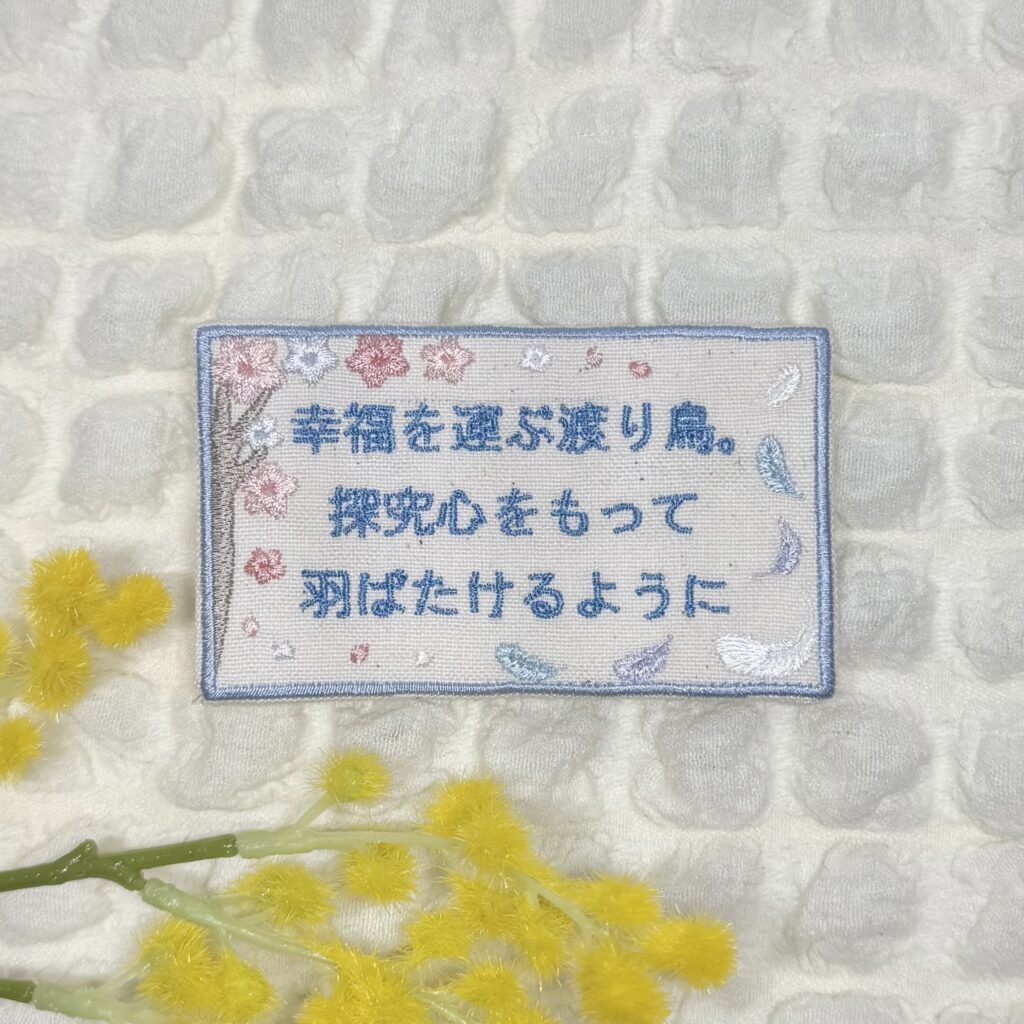 幸福を運ぶ渡り鳥。
探究心をもって
羽ばたけるように